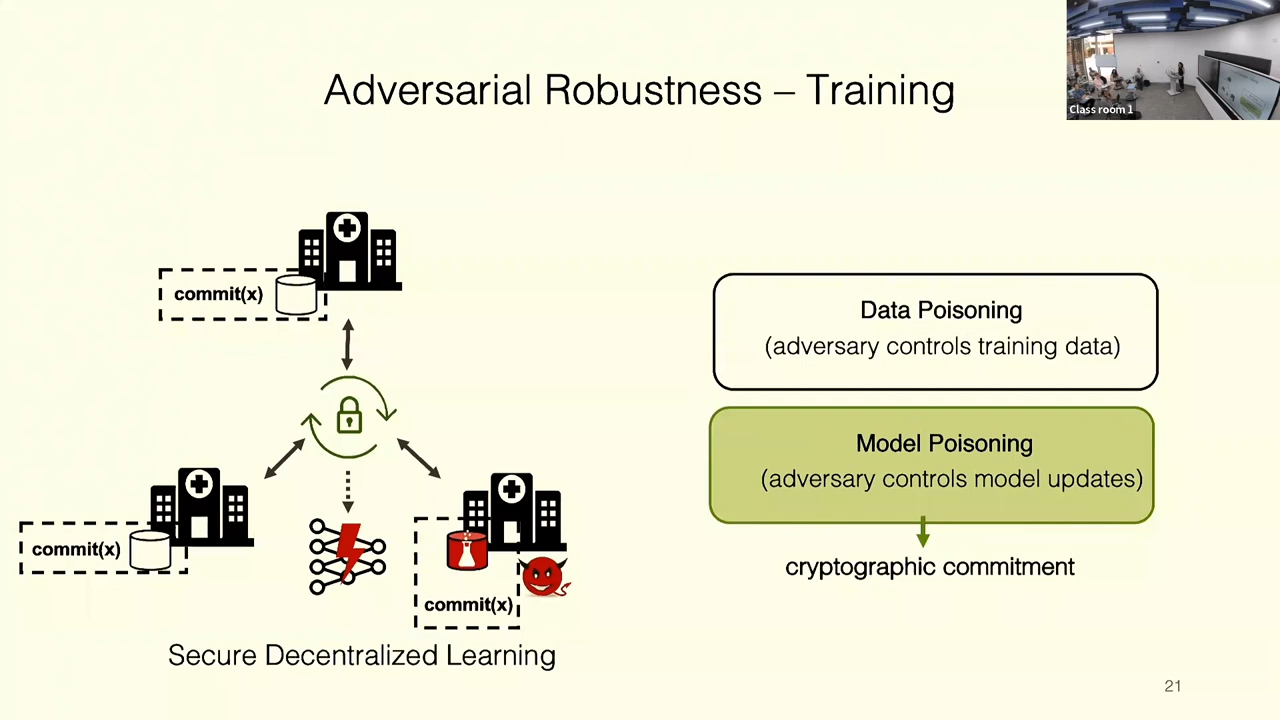 Adversarial Robustness – Training
Class room 1
commit(x)
commit(x)
commit(x)
Secure Decentralized Learning
Data Poisoning
(adversary controls training data)
Model Poisoning
(adversary controls model updates)
cryptographic commitment
21